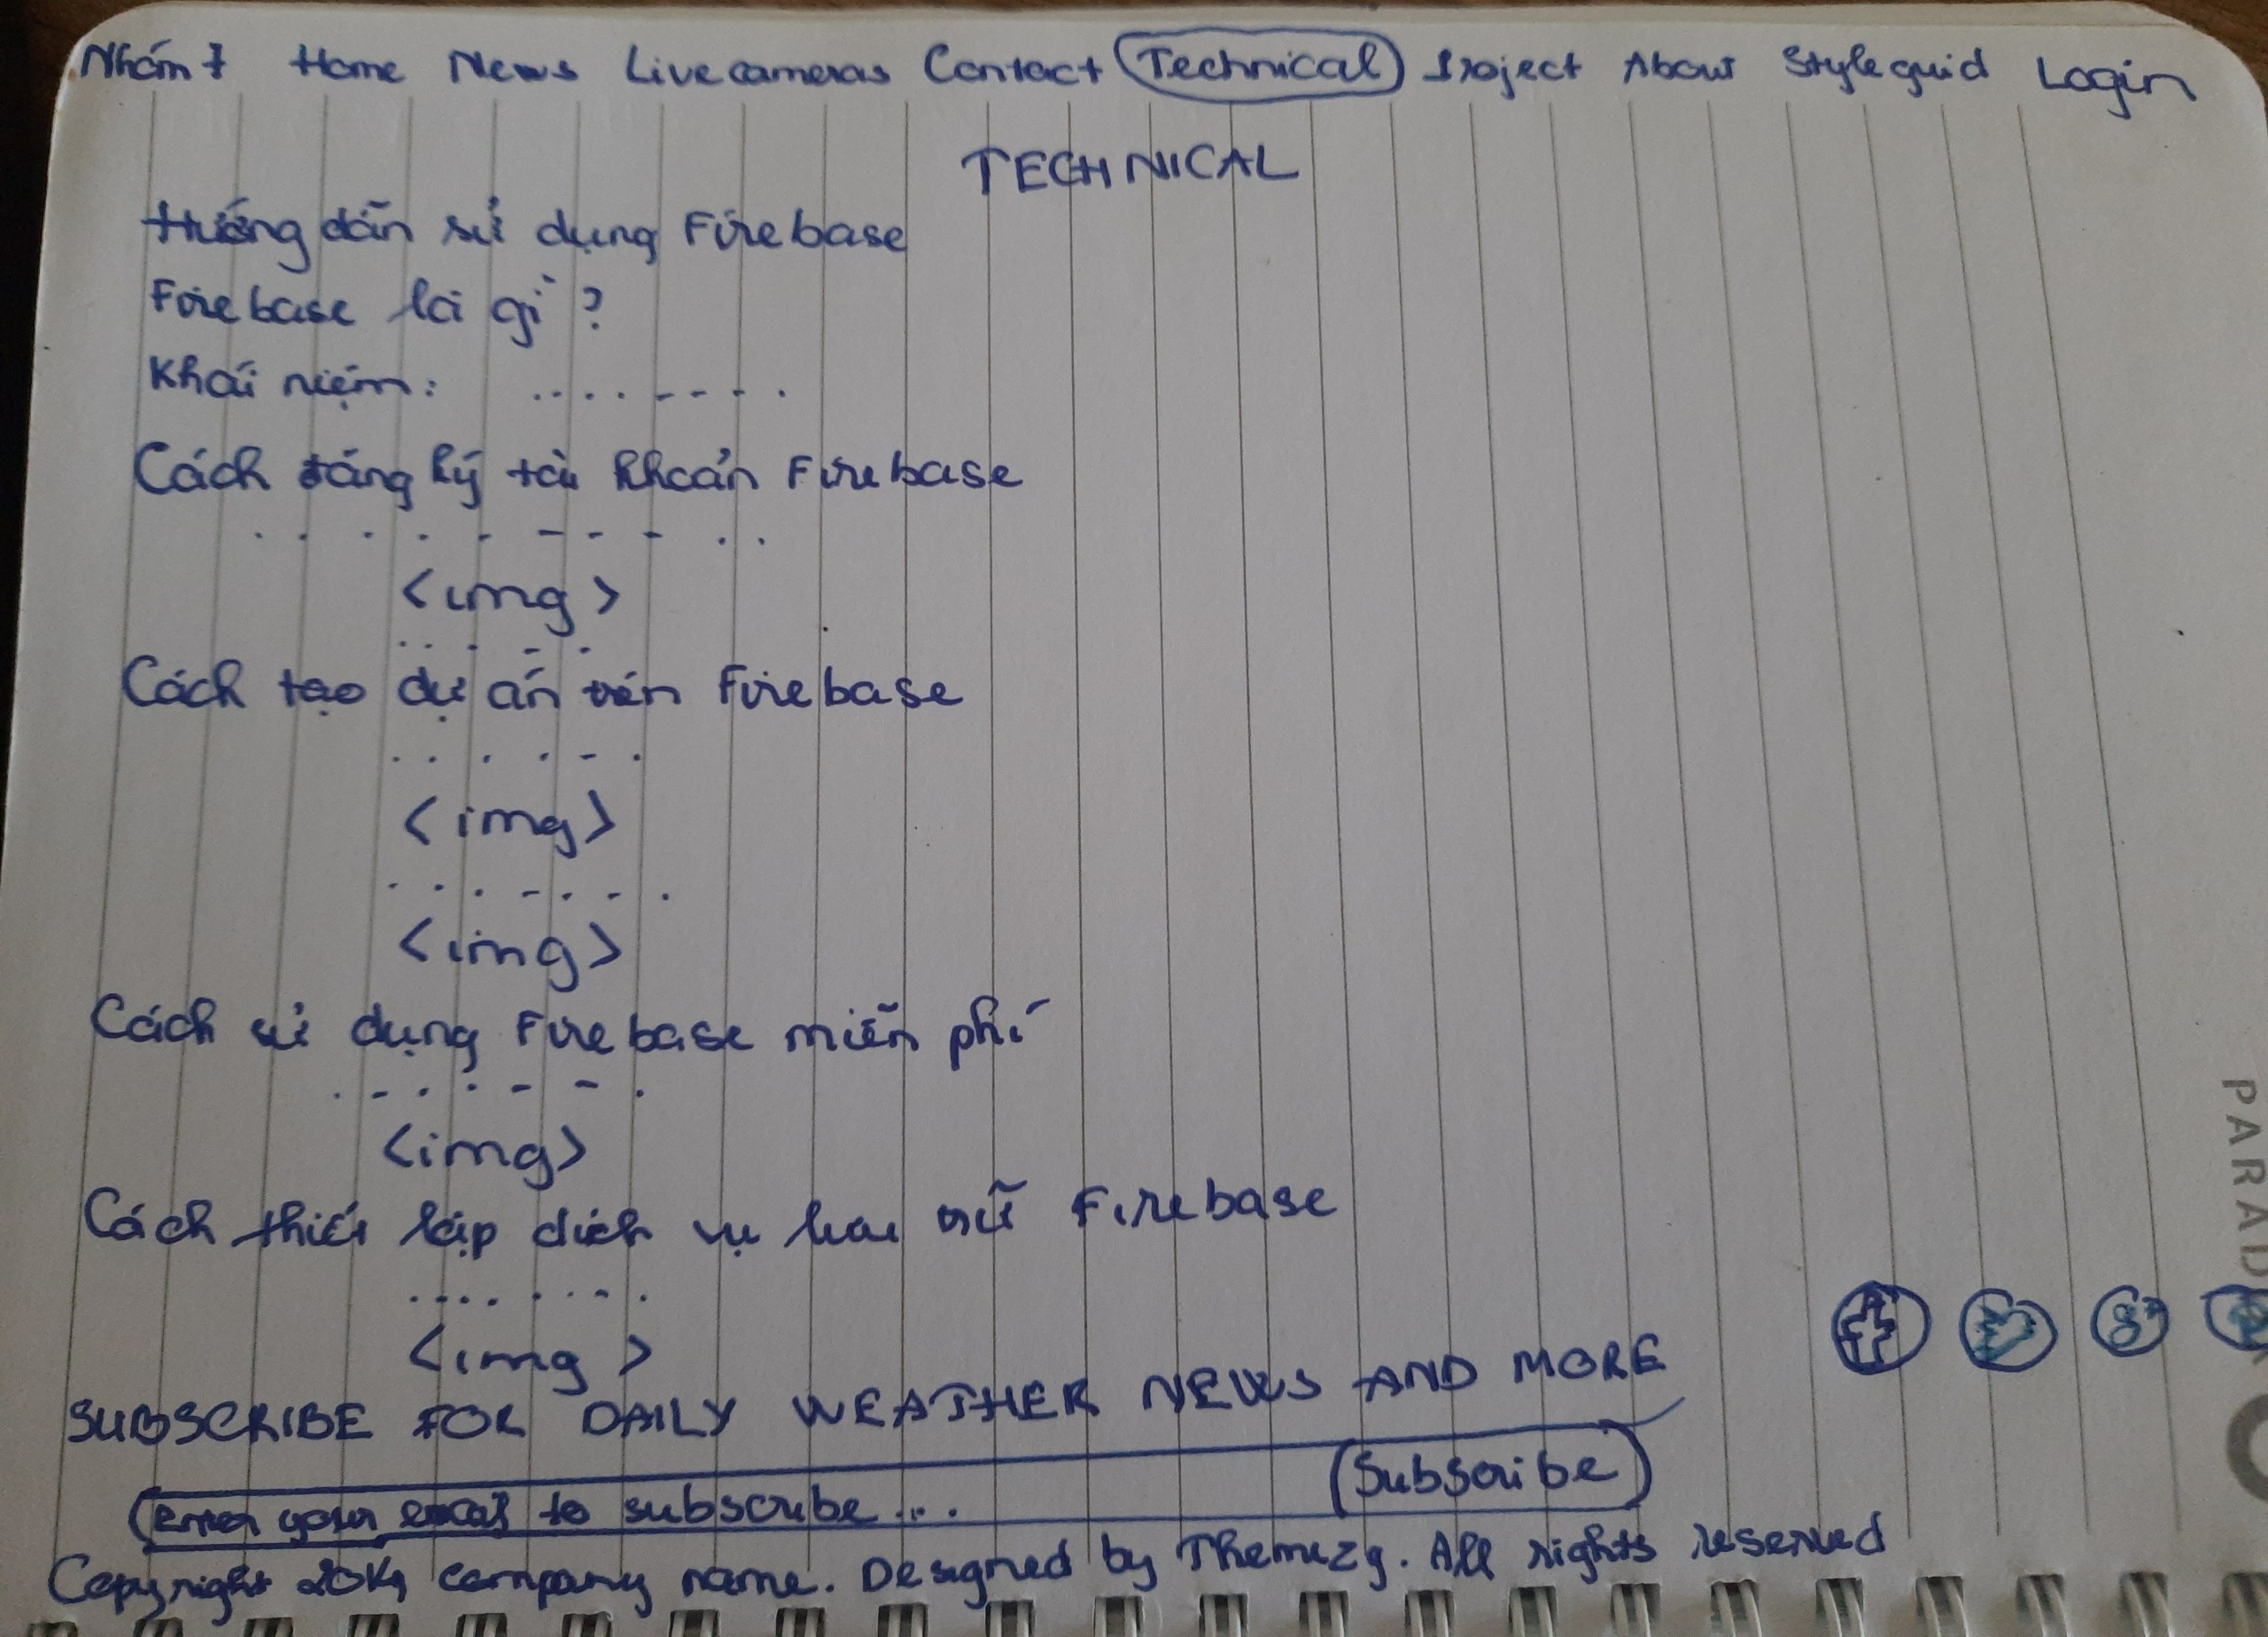 Nhóm 7 Home News Live cameras Contact Technical Project About Styleguid Login
TECHNICAL
Hướng dẫn sử dụng Firebase
Firebase là gì ?
Khái niệm: ........
Cách đăng ký tài khoản Firebase
. . . . . - - - . .
<img>
. . . - .
Cách tạo dự án trên Firebase
. . . . - .
<img>
. . . . - . - .
<img>
Cách sử dụng Firebase miễn phí
. - . . - - .
<img>
Cách thiết lập dịch vụ lưu trữ Firebase
.... . . - .
<img>
SUBSCRIBE FOR DAILY WEATHER NEWS AND MORE
Enter your email to subscribe ... Subscribe
Copyright company name. Designed by Themezy. All rights reserved
PARAD